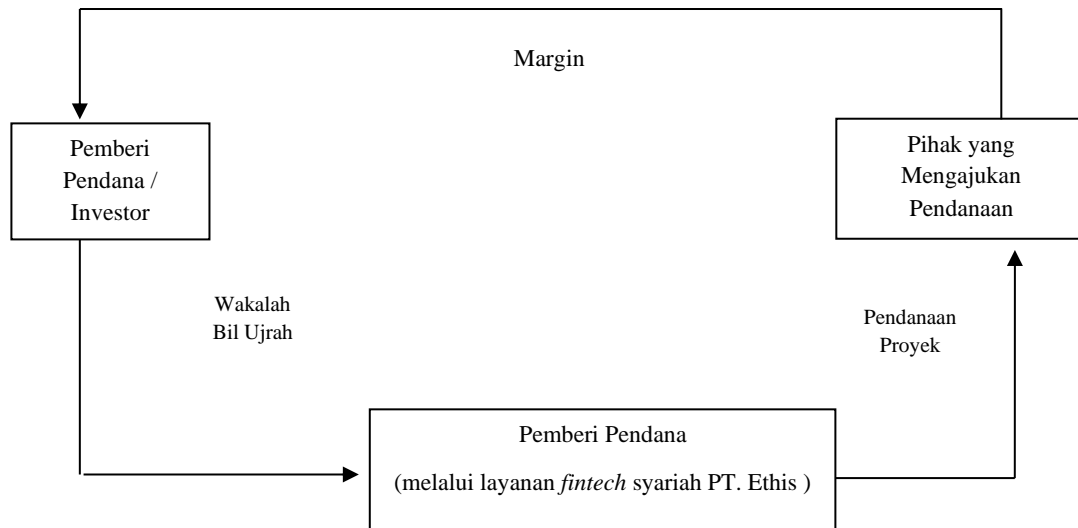 Margin
Pemberi
Pendana /
Investor
Pihak yang
Mengajukan
Pendanaan
Wakalah
Bil Ujrah
Pendanaan
Proyek
Pemberi Pendana
(melalui layanan fintech syariah PT. Ethis )